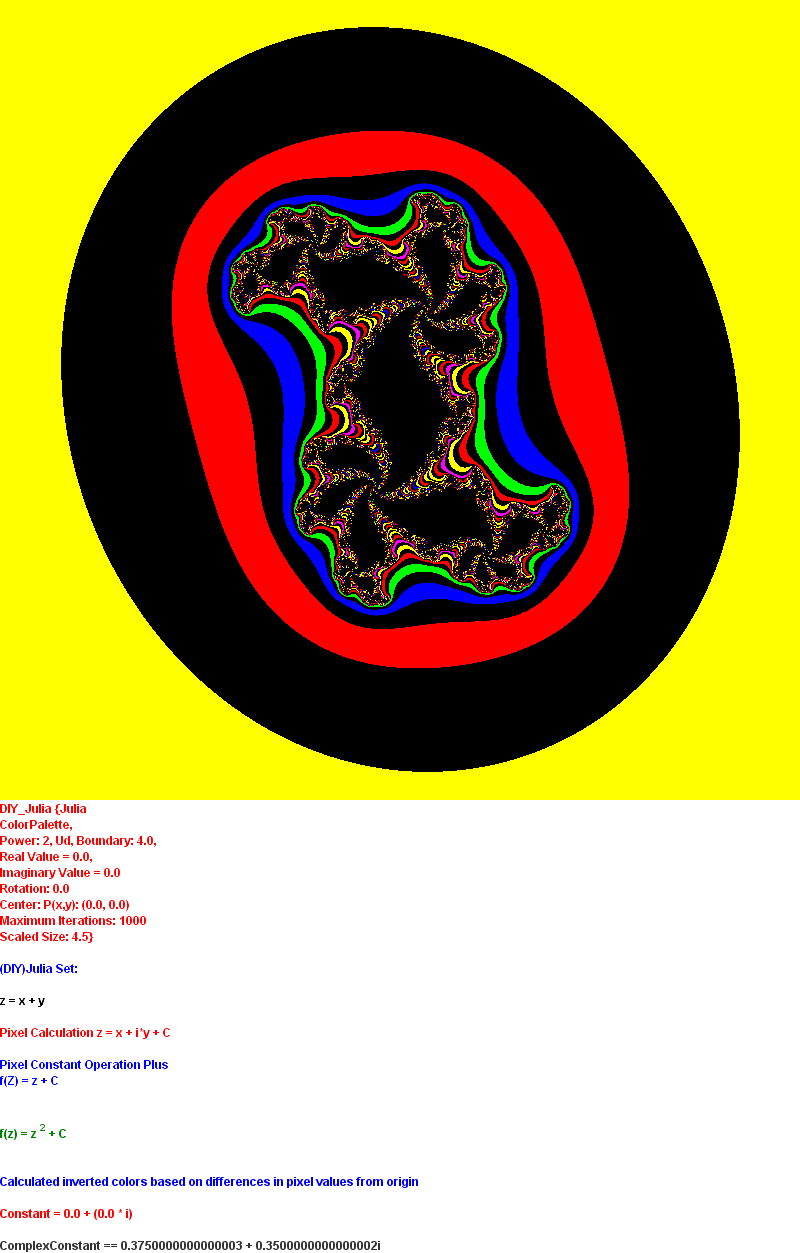 DIY_Julia {Julia
ColorPalette,
Power: 2, Ud, Boundary: 4.0,
Real Value = 0.0,
Imaginary Value = 0.0
Rotation: 0.0
Center: P(x,y): (0.0, 0.0)
Maximum Iterations: 1000
Scaled Size: 4.5}
(DIY)Julia Set:
z = x + y
Pixel Calculation z = x + i*y + C
Pixel Constant Operation Plus
f(Z) = z + C
f(z) = z 2 + C
Calculated inverted colors based on differences in pixel values from origin
Constant = 0.0 + (0.0 * i)
ComplexConstant == 0.3750000000000003 + 0.3500000000000002i